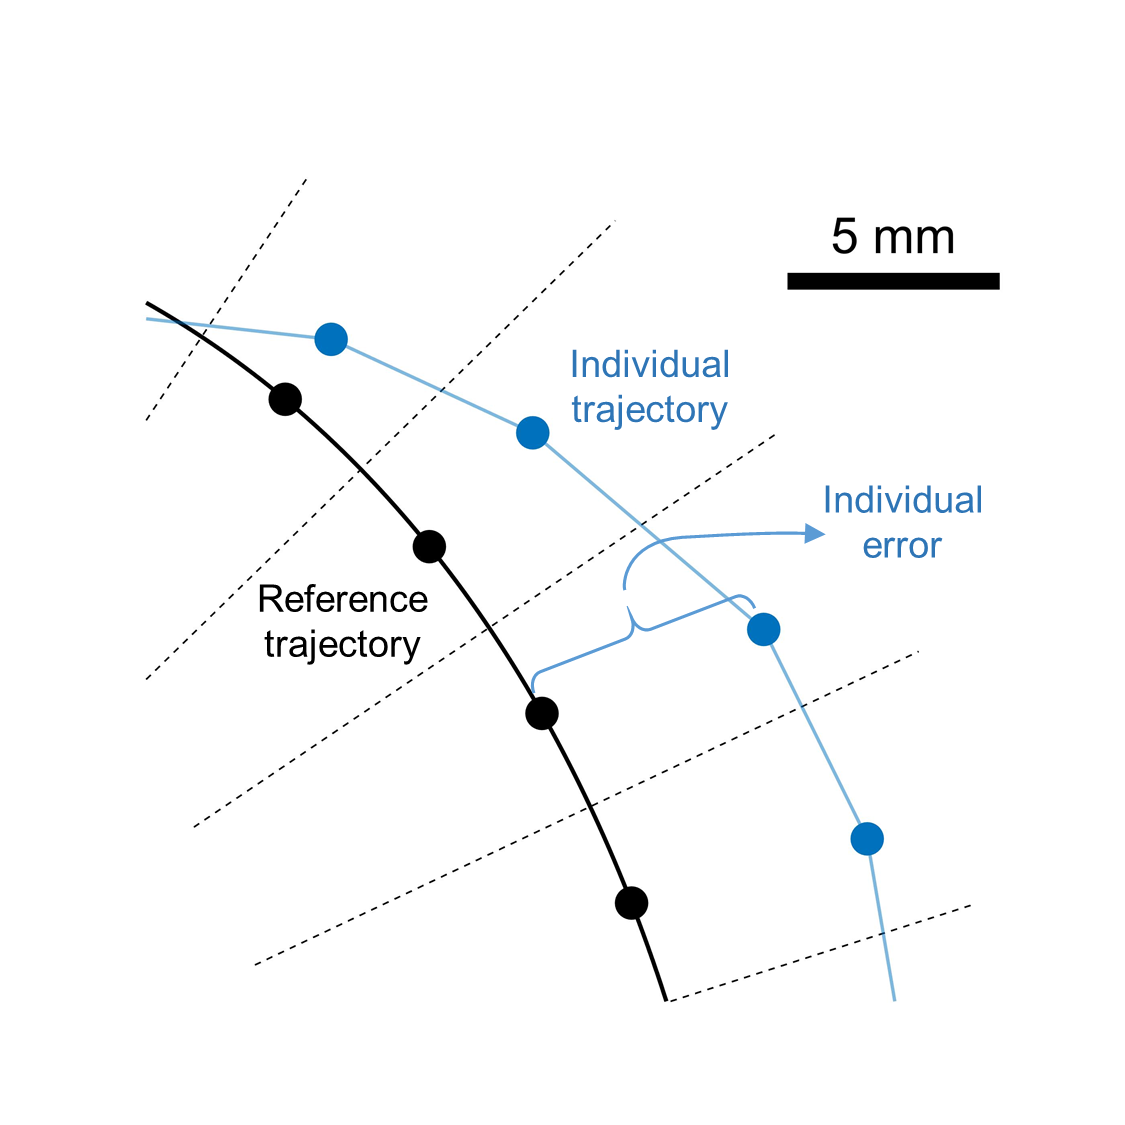 5 mm
Individual
trajectory
Individual
error
Reference
trajectory